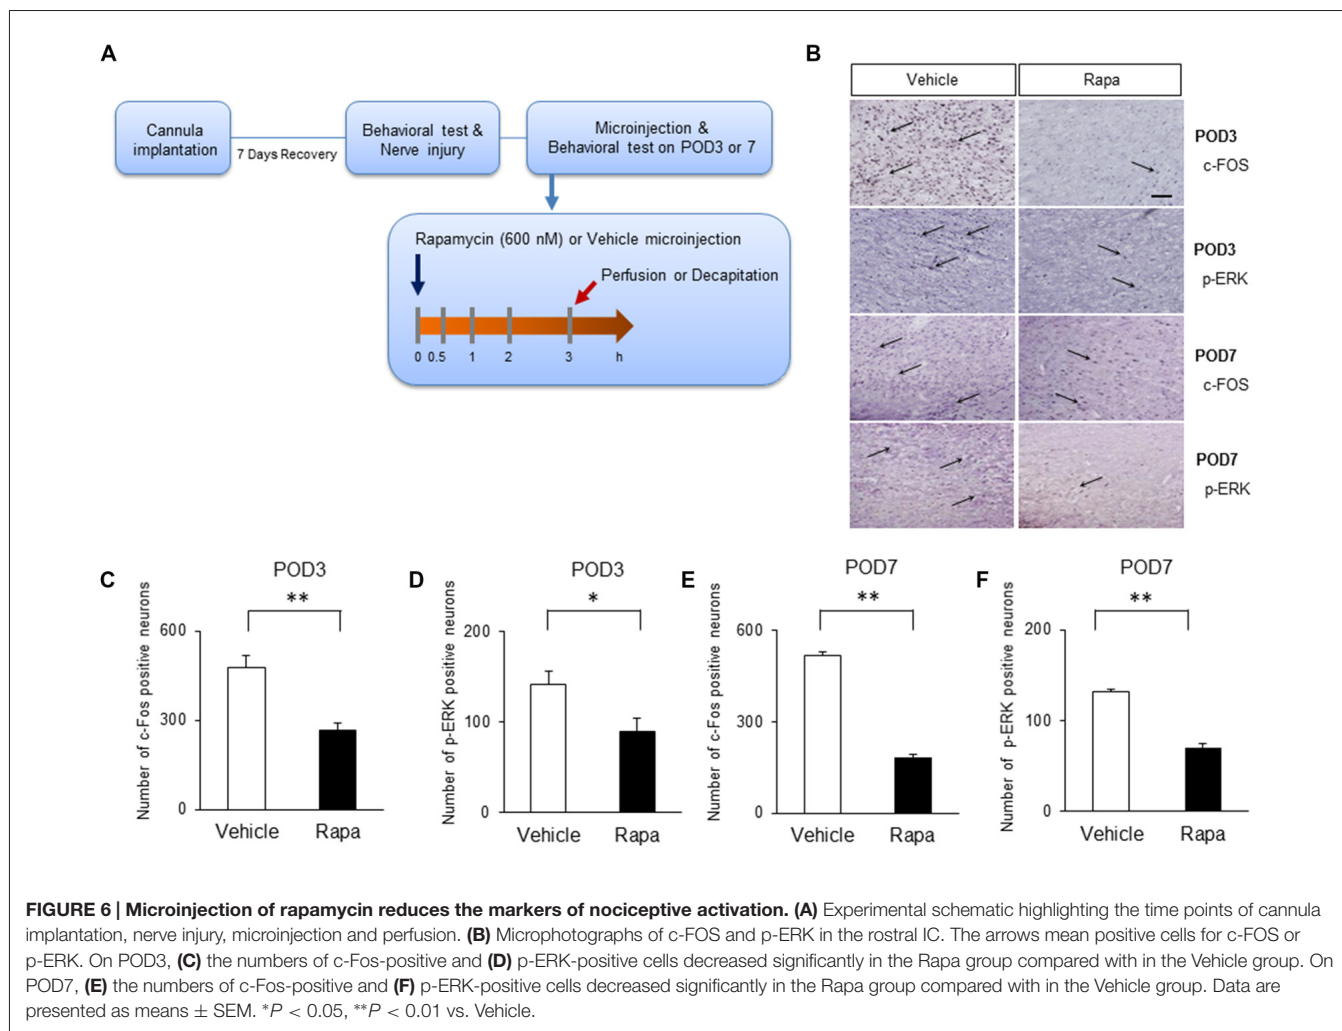 A
Cannula
implantation
7 Days Recovery
Behavioral test &
Nerve injury
Microinjection &
Behavioral test on POD3 or 7
Rapamycin (600 nM) or Vehicle microinjection
Perfusion or Decapitation
0 0.5 1 2 3 h
B
Vehicle Rapa
POD3
c-FOS
POD3
p-ERK
POD7
c-FOS
POD7
p-ERK
C
POD3
**
Number of c-Fos positive neurons
600
300
0
Vehicle Rapa
D
POD3
*
Number of p-ERK positive neurons
200
100
0
Vehicle Rapa
E
POD7
**
Number of c-Fos positive neurons
600
300
0
Vehicle Rapa
F
POD7
**
Number of p-ERK positive neurons
200
100
0
Vehicle Rapa
FIGURE 6 | Microinjection of rapamycin reduces the markers of nociceptive activation. (A) Experimental schematic highlighting the time points of cannula
implantation, nerve injury, microinjection and perfusion. (B) Microphotographs of c-FOS and p-ERK in the rostral IC. The arrows mean positive cells for c-FOS or
p-ERK. On POD3, (C) the numbers of c-Fos-positive and (D) p-ERK-positive cells decreased significantly in the Rapa group compared with in the Vehicle group. On
POD7, (E) the numbers of c-Fos-positive and (F) p-ERK-positive cells decreased significantly in the Rapa group compared with in the Vehicle group. Data are
presented as means ± SEM. *P < 0.05, **P < 0.01 vs. Vehicle.